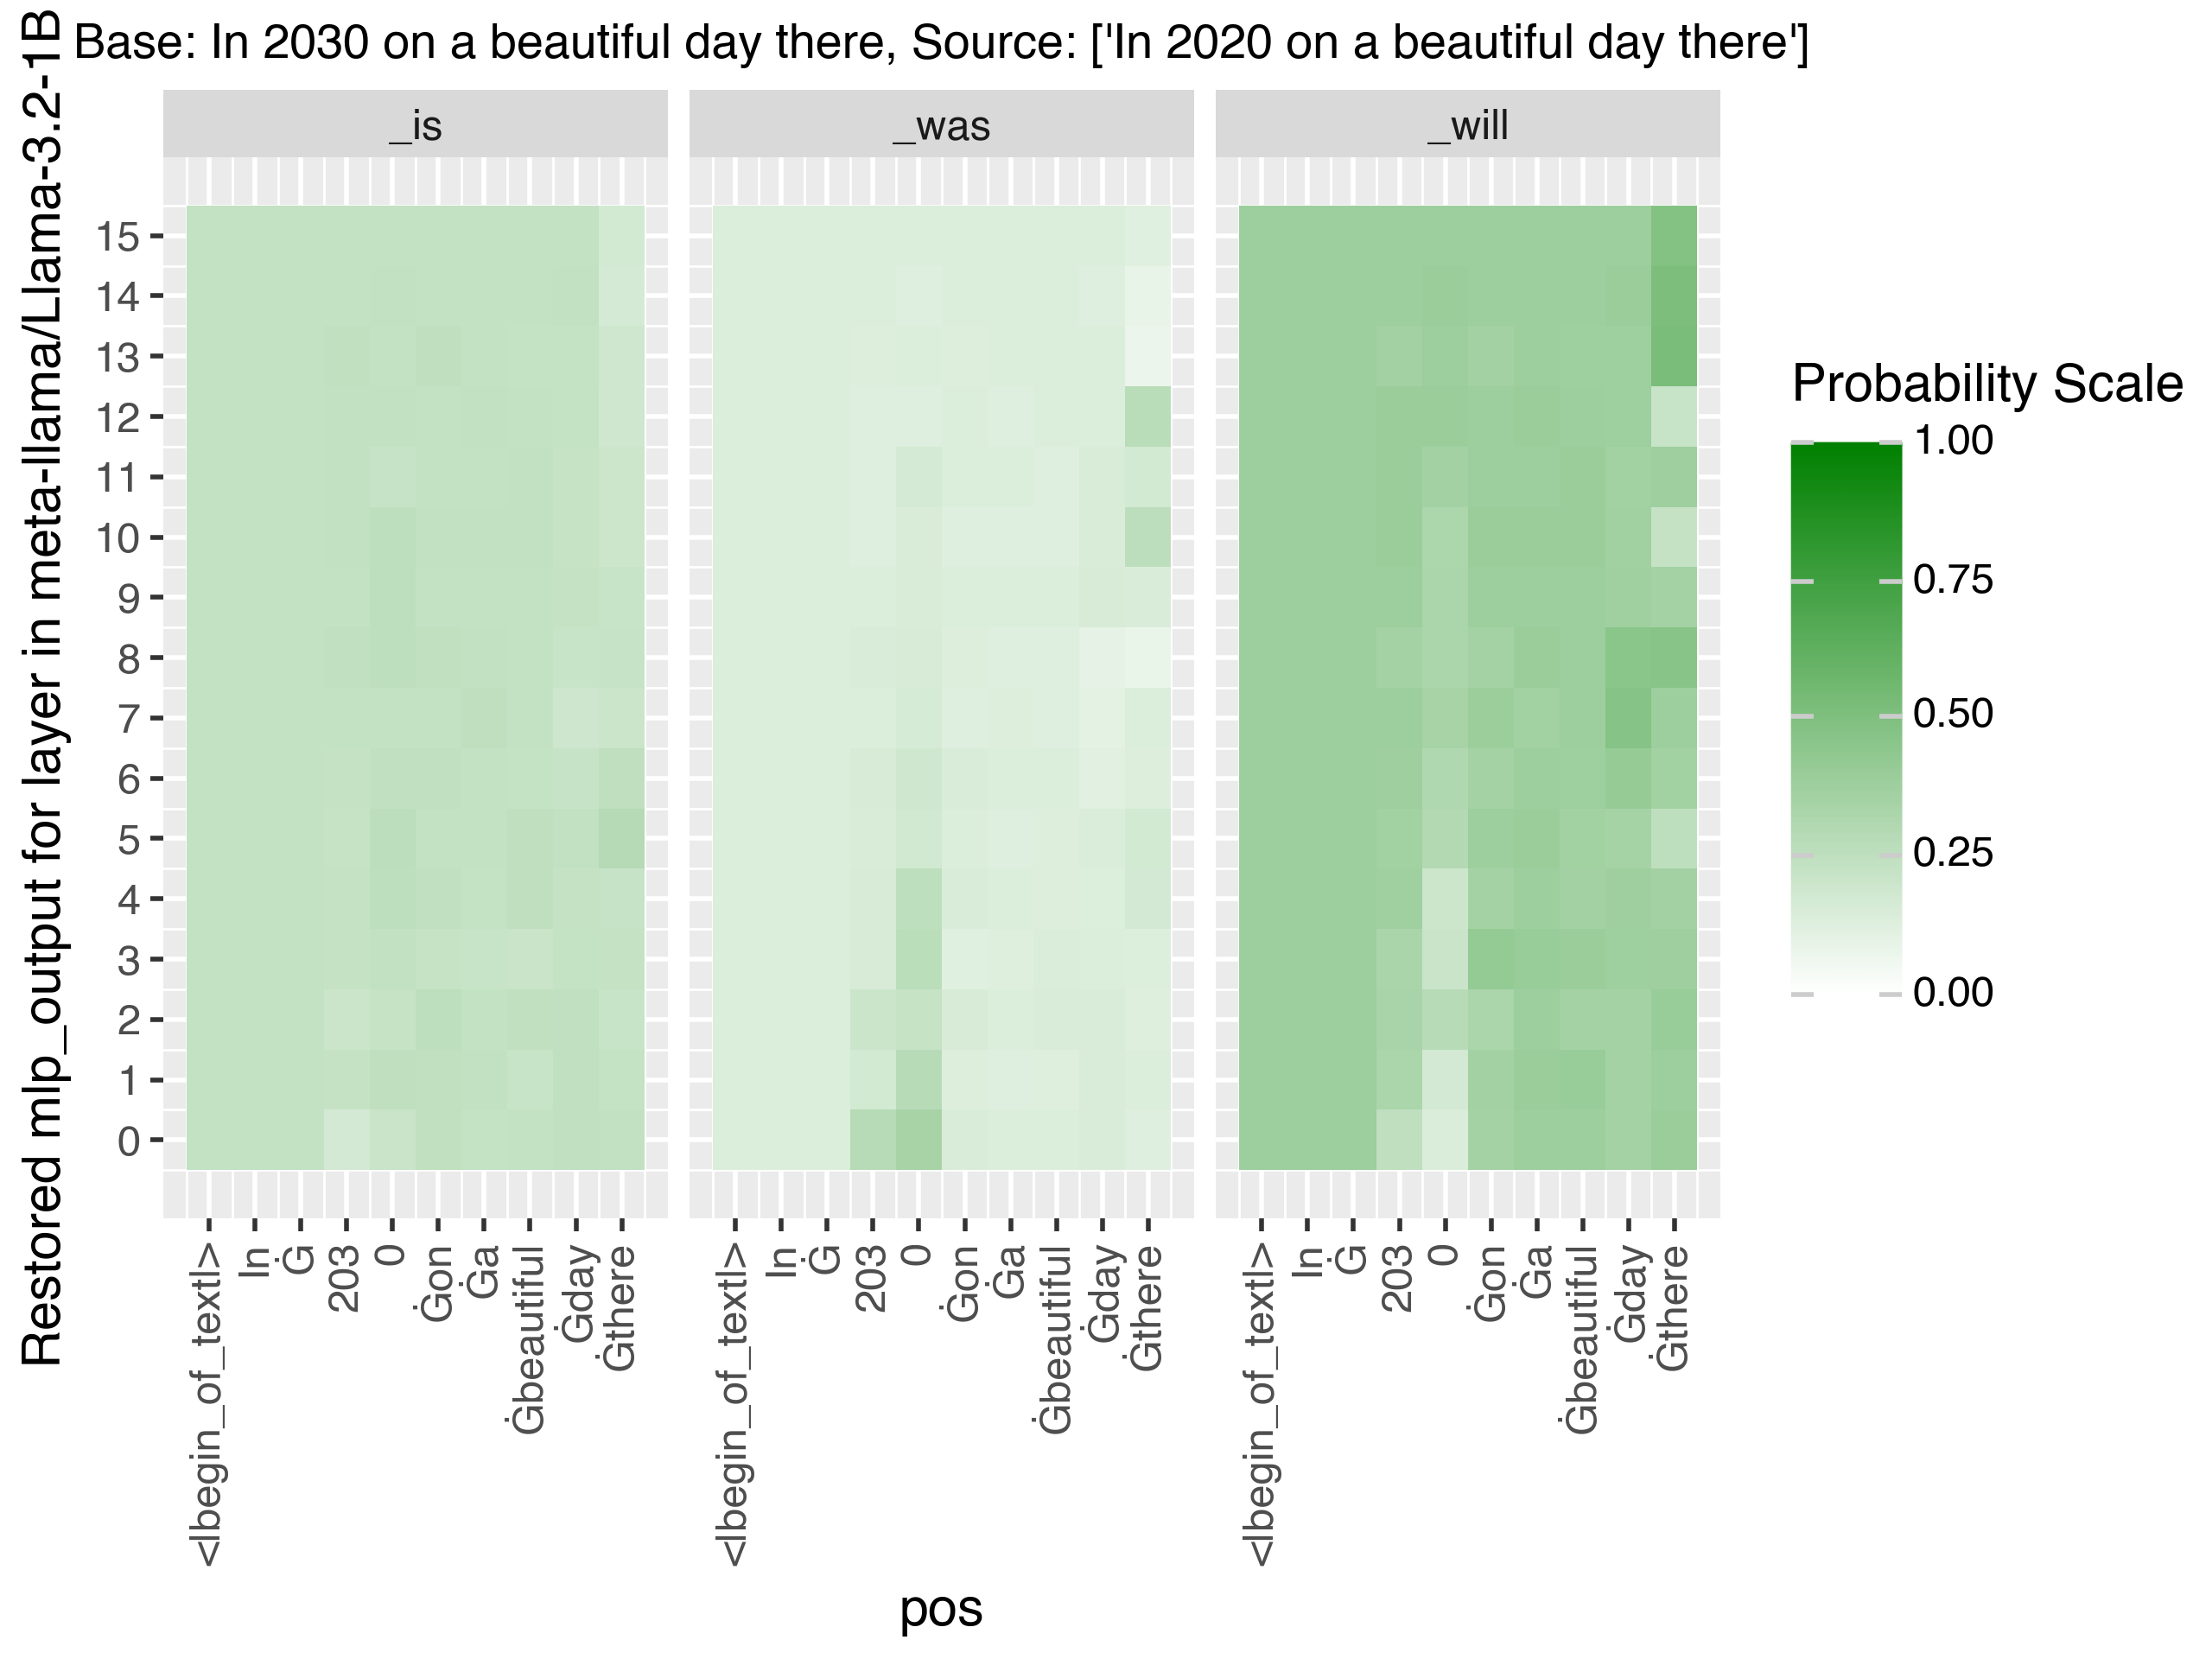 Base: In 2030 on a beautiful day there, Source: ['In 2020 on a beautiful day there']
Restored mlp_output for layer in meta-llama/Llama-3.2-1B
_is
_was
_will
15
14
13
12
11
10
9
8
7
6
5
4
3
2
1
0
<|begin_of_text|>
In
Ġ
203
0
Ġon
Ġa
Ġbeautiful
Ġday
Ġthere
<|begin_of_text|>
In
Ġ
203
0
Ġon
Ġa
Ġbeautiful
Ġday
Ġthere
<|begin_of_text|>
In
Ġ
203
0
Ġon
Ġa
Ġbeautiful
Ġday
Ġthere
pos
Probability Scale
1.00
0.75
0.50
0.25
0.00